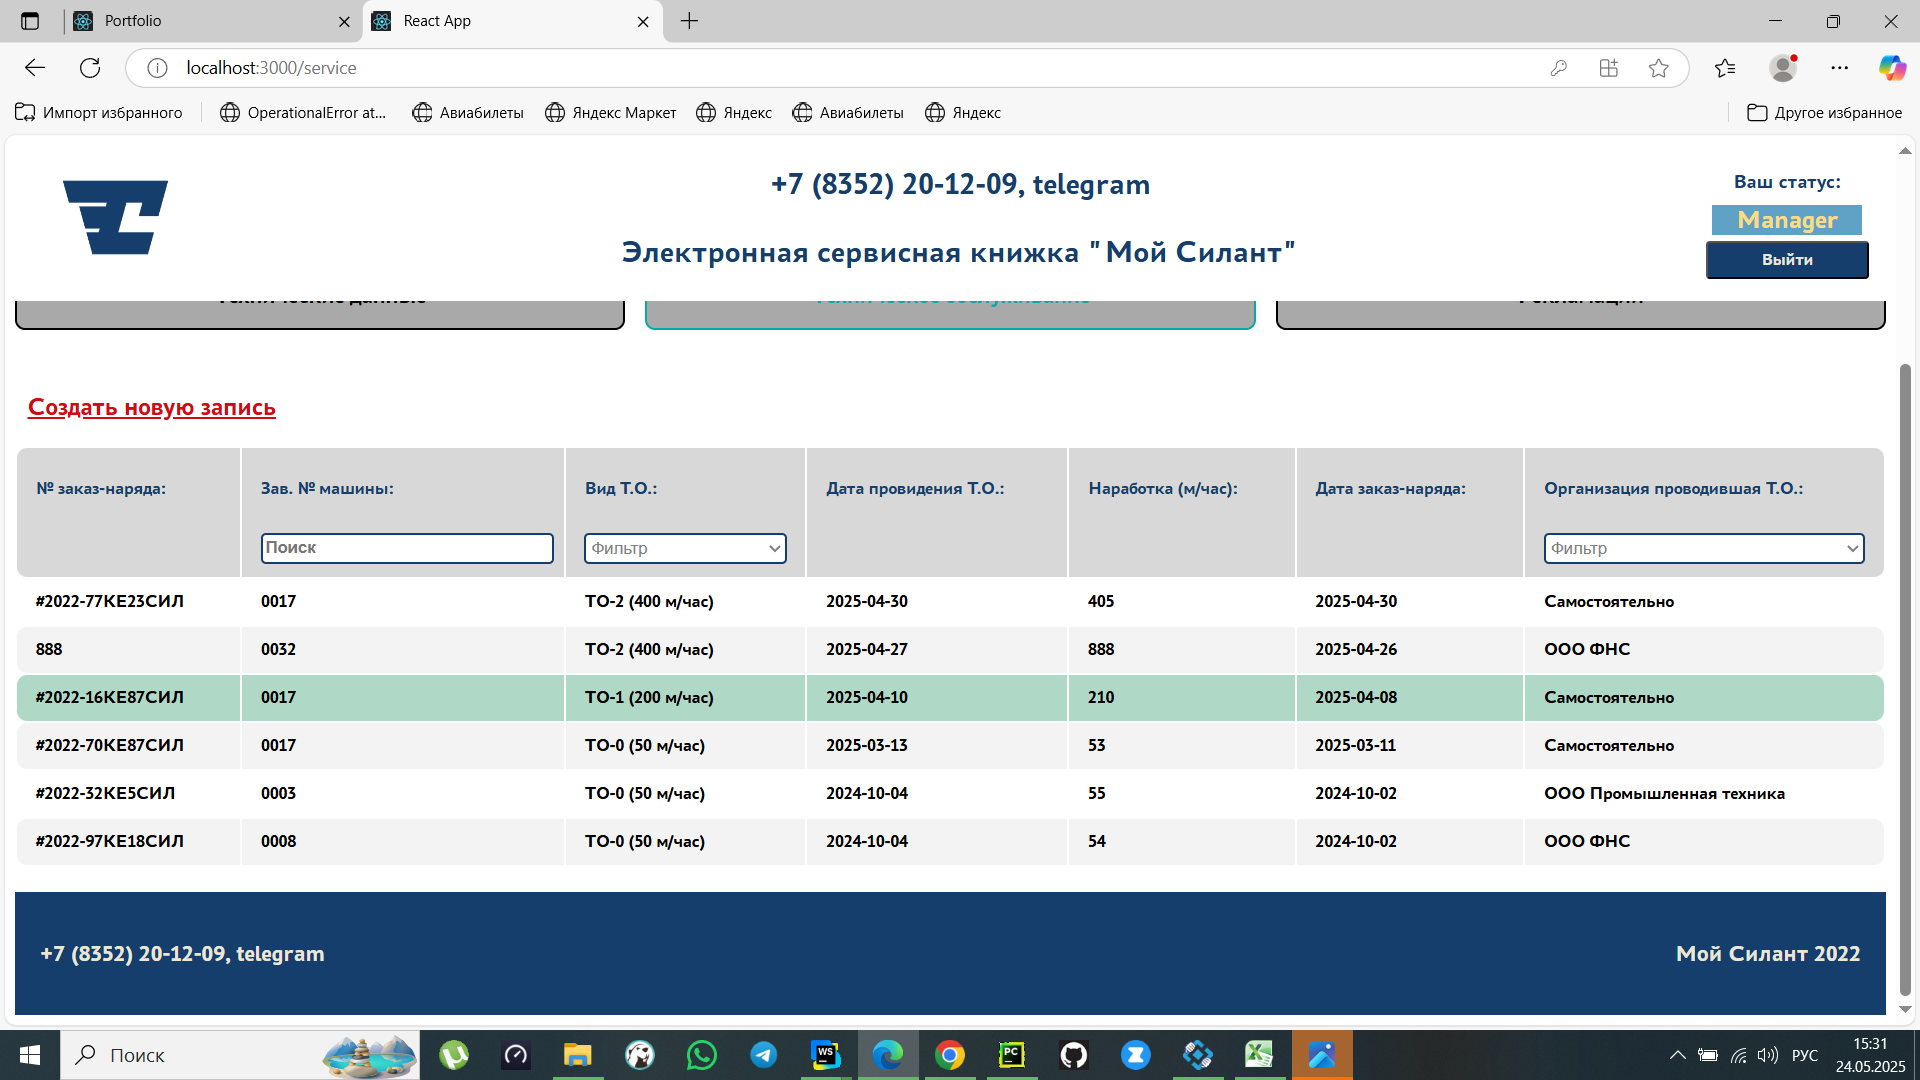 Portfolio
React App
localhost:3000/service
Импорт избранного
OperationalError at...
Авиабилеты
Яндекс Маркет
Яндекс
Авиабилеты
Яндекс
Другое избранное
+7 (8352) 20-12-09, telegram
Электронная сервисная книжка "Мой Силант"
Ваш статус:
Manager
Выйти
Технические данные
Техническое обслуживание
Рекламации
Создать новую запись
№ заказ-наряда:
Зав. № машины:
Вид Т.О.:
Дата провидения Т.О.:
Наработка (м/час):
Дата заказ-наряда:
Организация проводившая Т.О.:
Поиск
Фильтр
Фильтр
#2022-77КЕ23СИЛ 0017 ТО-2 (400 м/час) 2025-04-30 405 2025-04-30 Самостоятельно
888 0032 ТО-2 (400 м/час) 2025-04-27 888 2025-04-26 ООО ФНС
#2022-16КЕ87СИЛ 0017 ТО-1 (200 м/час) 2025-04-10 210 2025-04-08 Самостоятельно
#2022-70КЕ87СИЛ 0017 ТО-0 (50 м/час) 2025-03-13 53 2025-03-11 Самостоятельно
#2022-32КЕ5СИЛ 0003 ТО-0 (50 м/час) 2024-10-04 55 2024-10-02 ООО Промышленная техника
#2022-97КЕ18СИЛ 0008 ТО-0 (50 м/час) 2024-10-04 54 2024-10-02 ООО ФНС
+7 (8352) 20-12-09, telegram
Мой Силант 2022
Поиск
WS
PC
РУС
15:31
24.05.2025